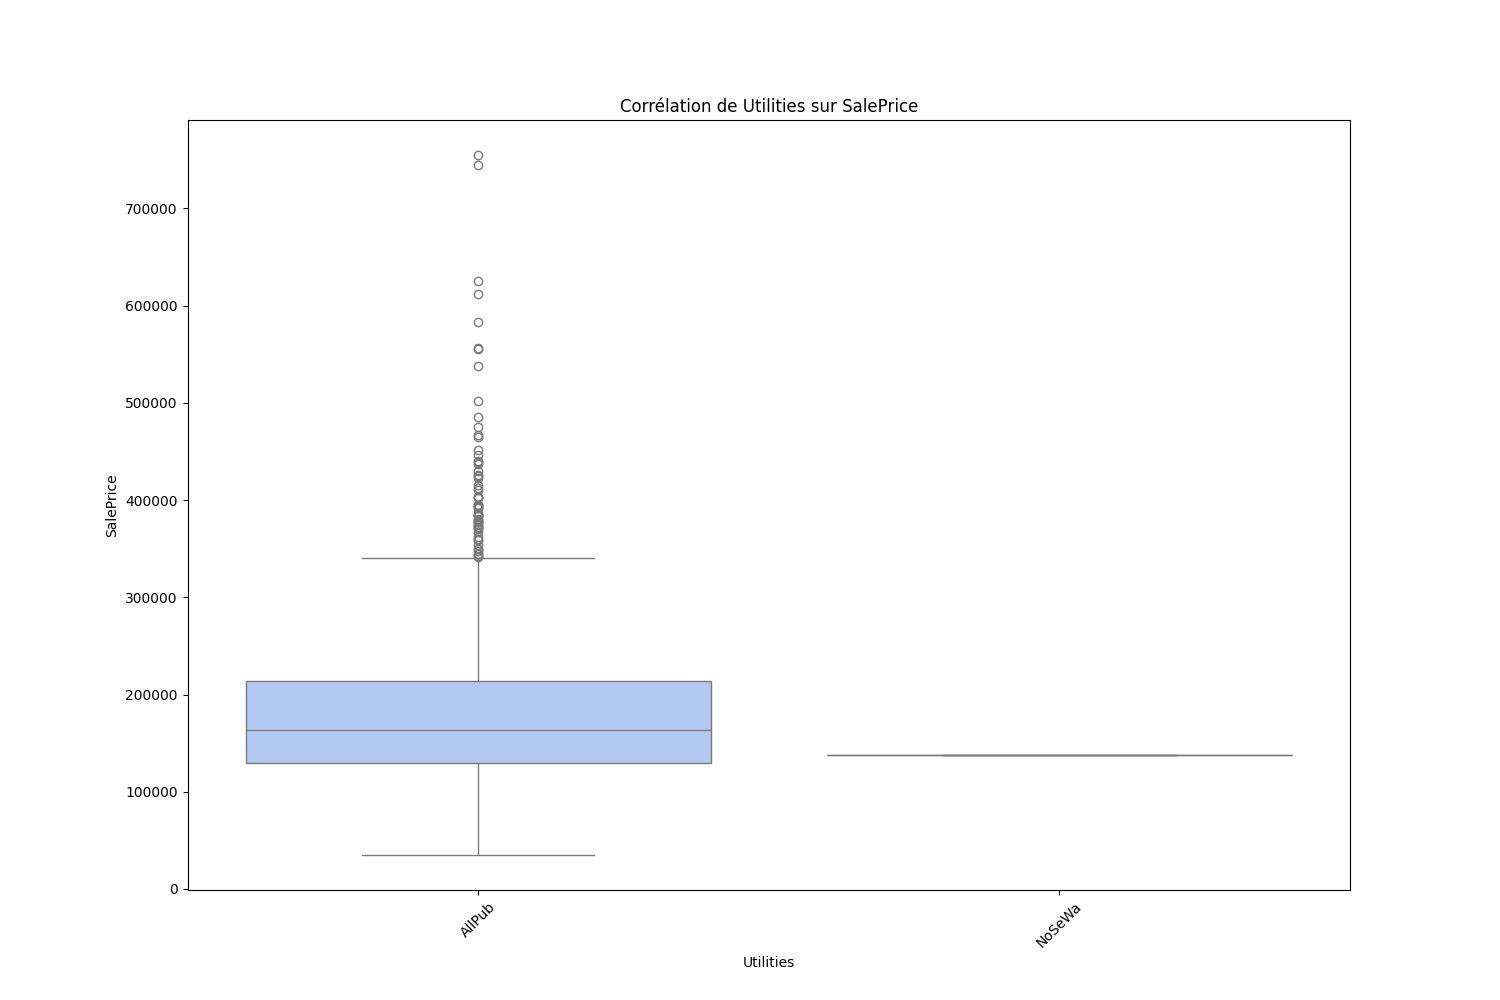 Corrélation de Utilities sur SalePrice
700000
600000
500000
400000
300000
200000
100000
0
SalePrice
AllPub
NoSeWa
Utilities